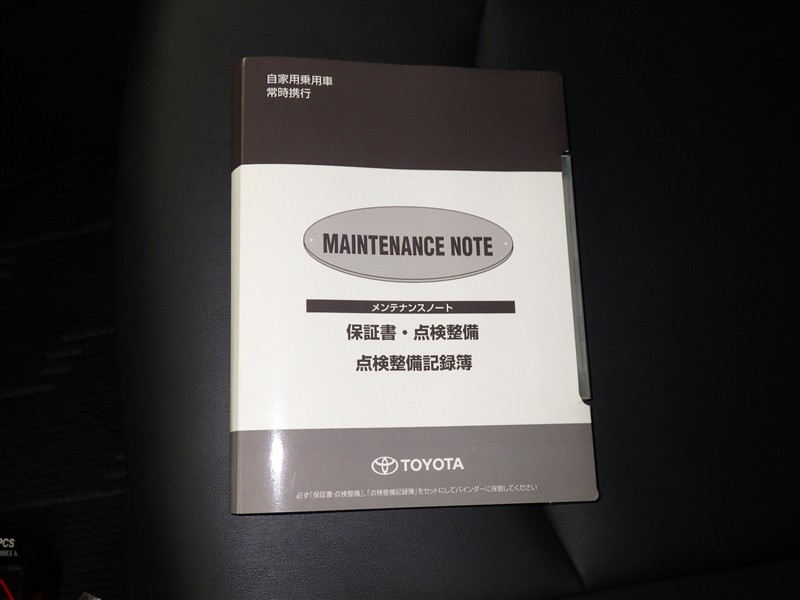 自家用乗用車
常時携行
MAINTENANCE NOTE
メンテナンスノート
保証書・点検整備
点検整備記録簿
TOYOTA
必ず「保証書・点検整備」、「点検整備記録簿」をセットにしてバインダーに保管してください
PCS